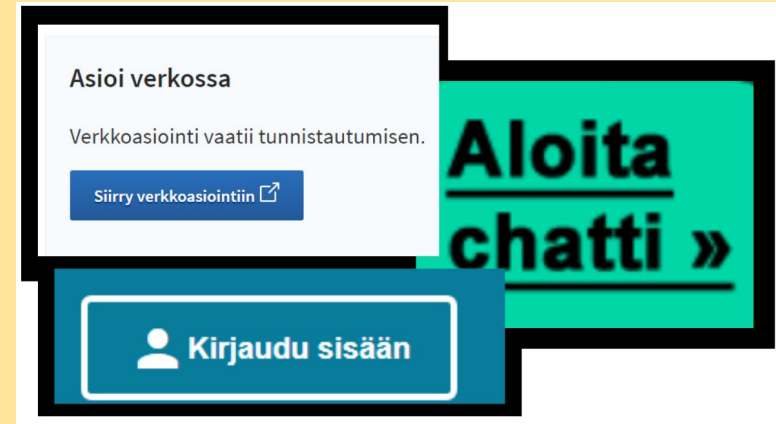 Asioi verkossa
Verkkoasiointi vaatii tunnistautumisen.
Siirry verkkoasiointiin
Aloita
chatti »
Kirjaudu sisään